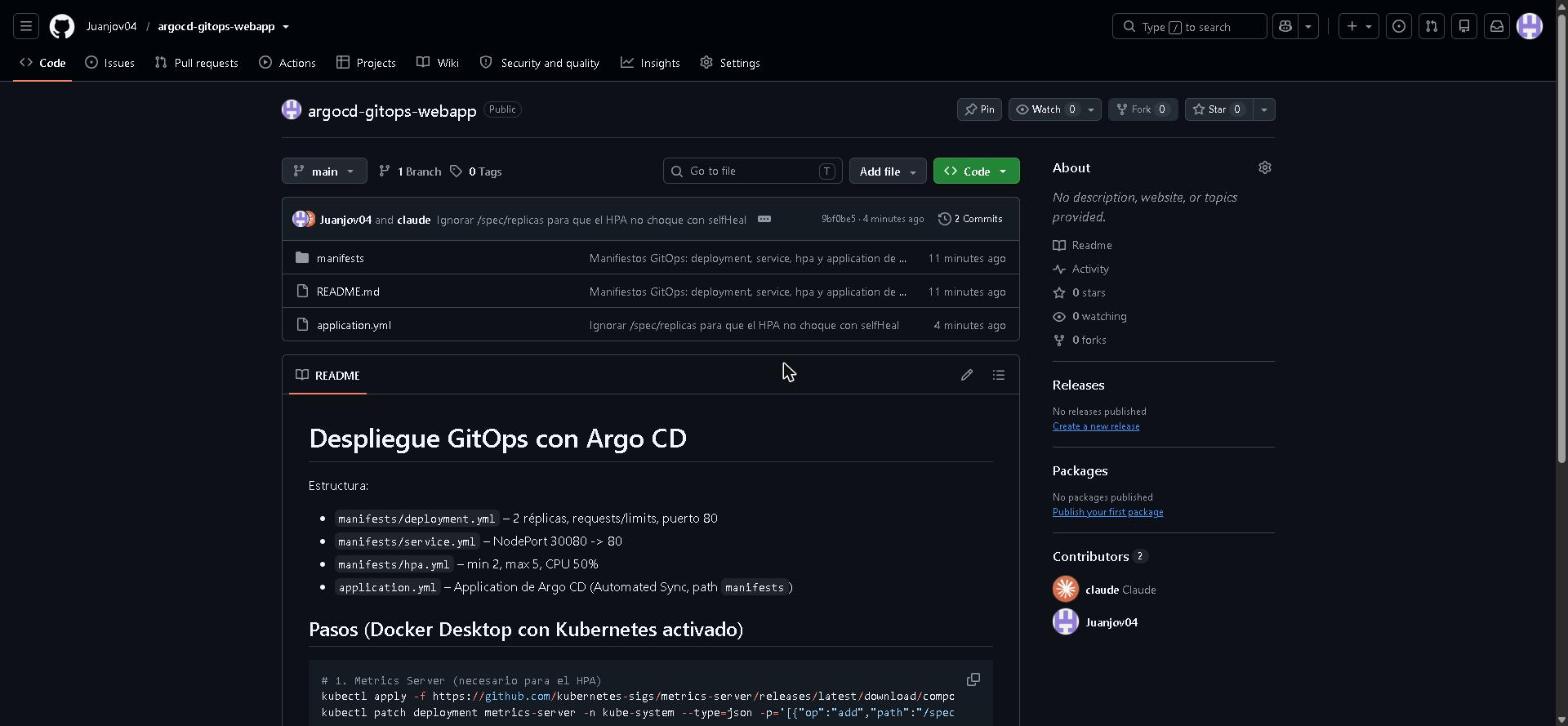 Juanjov04 / argocd-gitops-webapp
Type / to search
Code Issues Pull requests Actions Projects Wiki Security and quality Insights Settings
argocd-gitops-webapp Public
Pin Watch 0 Fork 0 Star 0
main 1 Branch 0 Tags
Go to file T Add file Code
Juanjov04 and claude Ignorar /spec/replicas para que el HPA no choque con selfHeal 9bf0be5 · 4 minutes ago 2 Commits
manifests Manifiestos GitOps: deployment, service, hpa y application de ... 11 minutes ago
README.md Manifiestos GitOps: deployment, service, hpa y application de ... 11 minutes ago
application.yml Ignorar /spec/replicas para que el HPA no choque con selfHeal 4 minutes ago
README
Despliegue GitOps con Argo CD
Estructura:
manifests/deployment.yml – 2 réplicas, requests/limits, puerto 80
manifests/service.yml – NodePort 30080 -> 80
manifests/hpa.yml – min 2, max 5, CPU 50%
application.yml – Application de Argo CD (Automated Sync, path manifests )
Pasos (Docker Desktop con Kubernetes activado)
# 1. Metrics Server (necesario para el HPA)
kubectl apply -f https://github.com/kubernetes-sigs/metrics-server/releases/latest/download/compo
kubectl patch deployment metrics-server -n kube-system --type=json -p='[{"op":"add","path":"/spec
About
No description, website, or topics
provided.
Readme
Activity
0 stars
0 watching
0 forks
Releases
No releases published
Create a new release
Packages
No packages published
Publish your first package
Contributors 2
claude Claude
Juanjov04